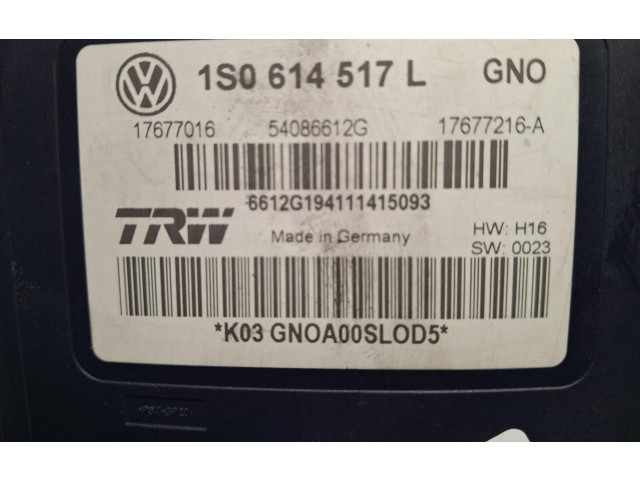 1S0 614 517 L GNO
17677016 54086612G 17677216-A
6612G194111415093
TRW Made in Germany HW: H16
SW: 0023
*K03 GNOA00SLOD5*